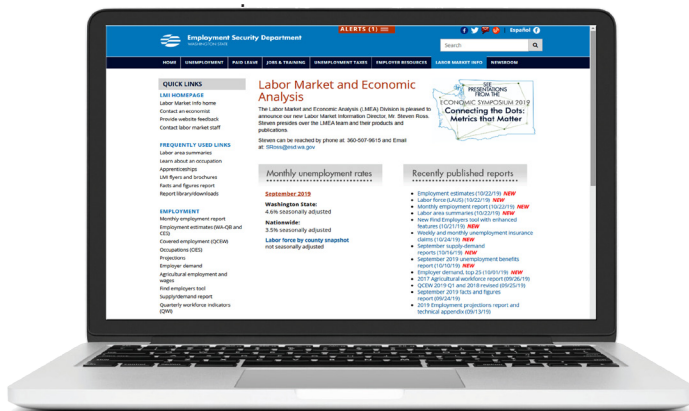 ALERTS (1)
Employment Security Department
WASHINGTON STATE
Español
Search
HOME UNEMPLOYMENT PAID LEAVE JOBS & TRAINING UNEMPLOYMENT TAXES EMPLOYER RESOURCES LABOR MARKET INFO NEWSROOM
QUICK LINKS
LMI HOMEPAGE
Labor Market Info home
Contact an economist
Provide website feedback
Contact labor market staff
FREQUENTLY USED LINKS
Labor area summaries
Learn about an occupation
Apprenticeships
LMI flyers and brochures
Facts and figures report
Report library/downloads
EMPLOYMENT
Monthly employment report
Employment estimates (WA-QB and
CES)
Covered employment (QCEW)
Occupations (OES)
Projections
Employer demand
Agricultural employment and
wages
Find employers tool
Supply/demand report
Quarterly workforce indicators
(QWI)
Labor Market and Economic
Analysis
The Labor Market and Economic Analysis (LMEA) Division is pleased to
announce our new Labor Market Information Director, Mr. Steven Ross.
Steven presides over the LMEA team and their products and
publications.
Steven can be reached by phone at: 360-507-9615 and Email
at: SRoss@esd.wa.gov
SEE
PRESENTATIONS
FROM THE
ECONOMIC SYMPOSIUM 2019
Connecting the Dots:
Metrics that Matter
Monthly unemployment rates
September 2019
Washington State:
4.6% seasonally adjusted
Nationwide:
3.5% seasonally adjusted
Labor force by county snapshot
not seasonally adjusted
Recently published reports
Employment estimates (10/22/19) NEW
Labor force (LAUS) (10/22/19) NEW
Monthly employment report (10/22/19) NEW
Labor area summaries (10/22/19) NEW
New Find Employers tool with enhanced
features (10/21/19) NEW
Weekly and monthly unemployment insurance
claims (10/24/19) NEW
September supply-demand
reports (10/16/19) NEW
September 2019 unemployment benefits
report (10/10/19) NEW
Employer demand, top 25 (10/01/19) NEW
2017 Agricultural workforce report (09/26/19)
QCEW 2019 Q1 and 2018 revised (09/25/19)
September 2019 facts and figures
report (09/24/19)
2019 Employment projections report and
technical appendix (09/13/19)